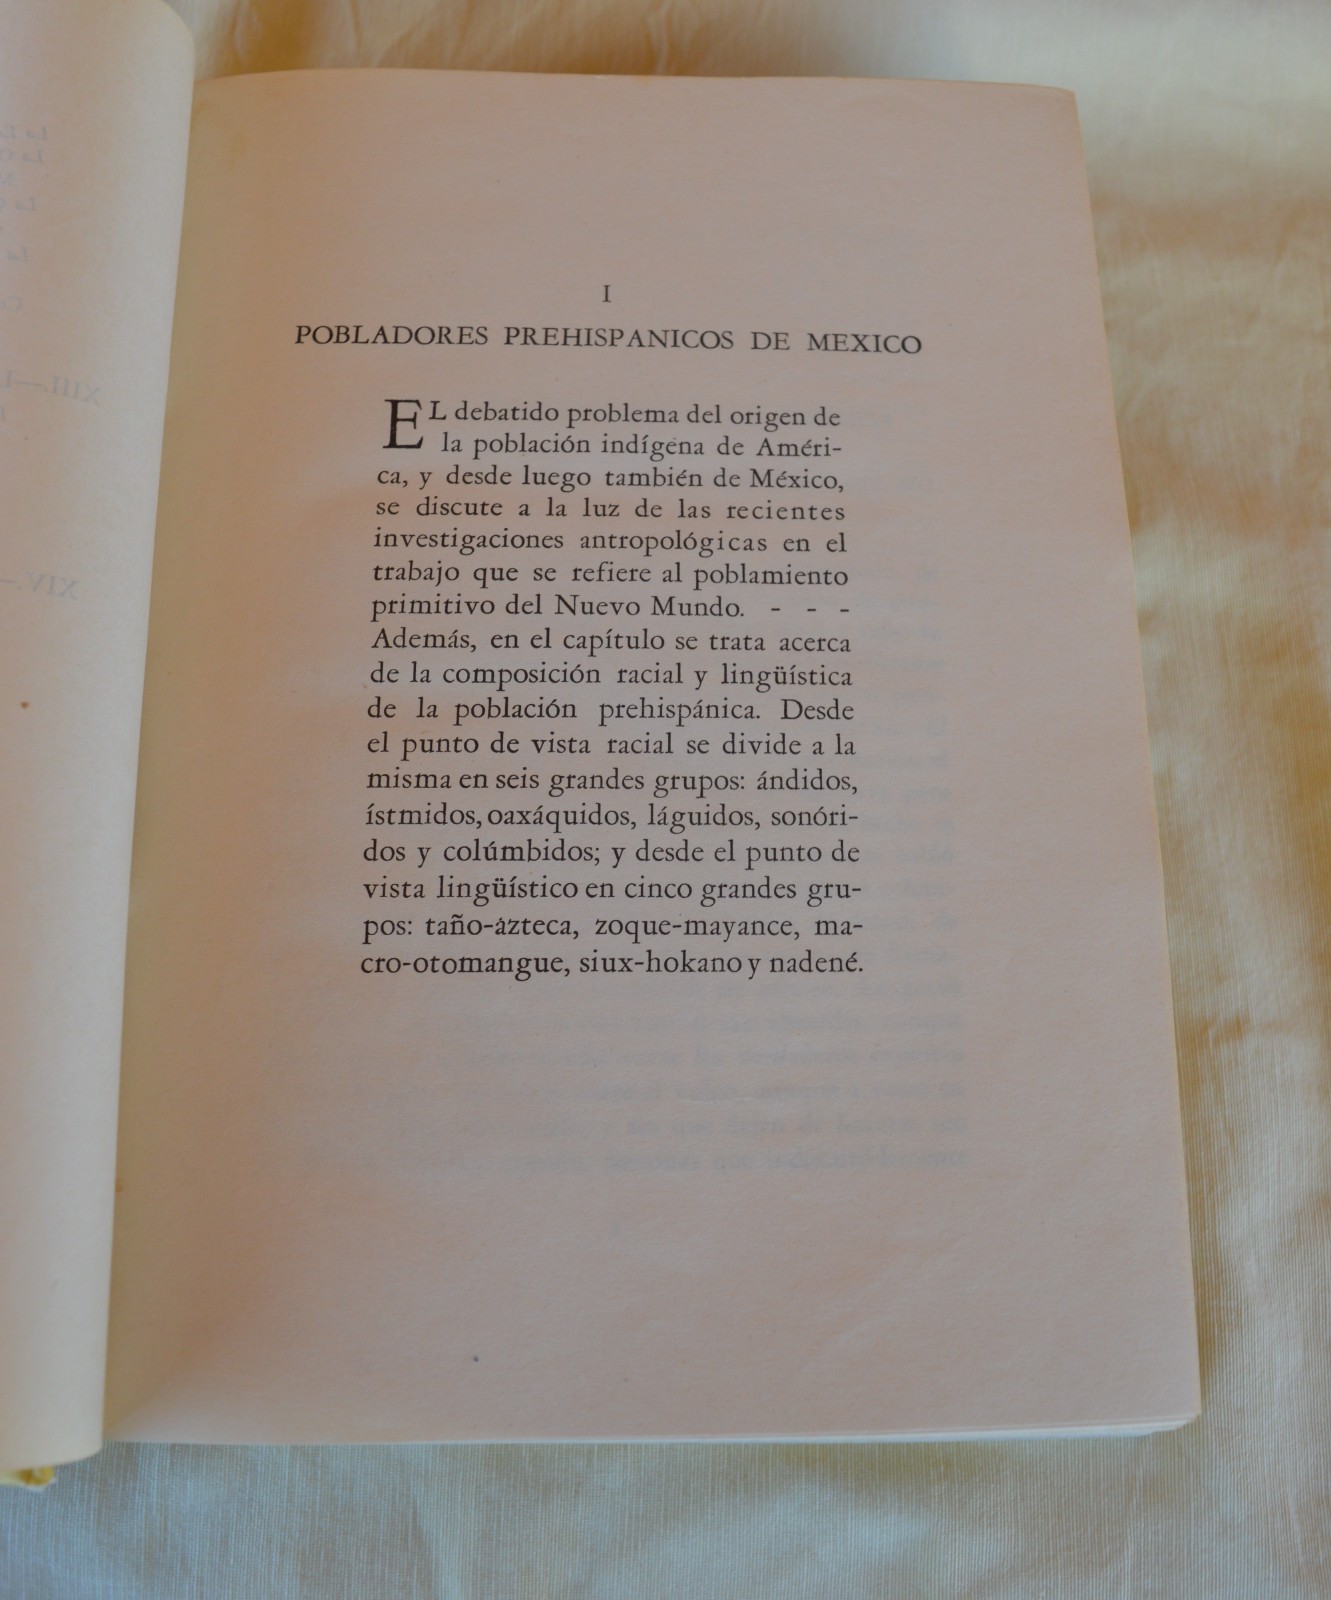 I
POBLADORES PREHISPANICOS DE MEXICO
EL debatido problema del origen de
la población indígena de Améri-
ca, y desde luego también de México,
se discute a la luz de las recientes
investigaciones antropológicas en el
trabajo que se refiere al poblamiento
primitivo del Nuevo Mundo. - - -
Además, en el capítulo se trata acerca
de la composición racial y lingüística
de la población prehispánica. Desde
el punto de vista racial se divide a la
misma en seis grandes grupos: ándidos,
ístmidos, oaxáquidos, láguidos, sonóri-
dos y colúmbidos; y desde el punto de
vista lingüístico en cinco grandes gru-
pos: taño-azteca, zoque-mayance, ma-
cro-otomangue, siux-hokano y nadené.
XIII.—
XIV.—